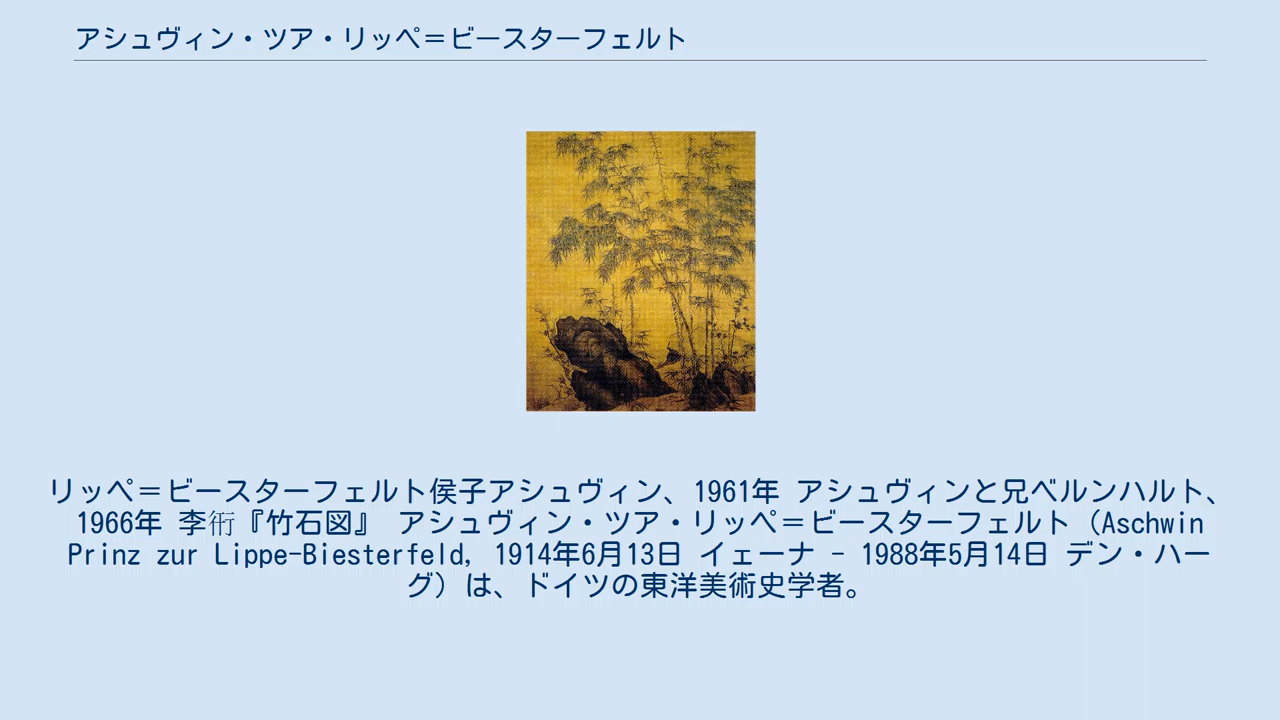 アシュヴィン・ツア・リッペ＝ビースターフェルト
リッペ＝ビースターフェルト侯子アシュヴィン、1961年 アシュヴィンと兄ベルンハルト、
1966年 李衎『竹石図』 アシュヴィン・ツア・リッペ＝ビースターフェルト（Aschwin
Prinz zur Lippe-Biesterfeld, 1914年6月13日 イェーナ - 1988年5月14日 デン・ハー
グ）は、ドイツの東洋美術史学者。